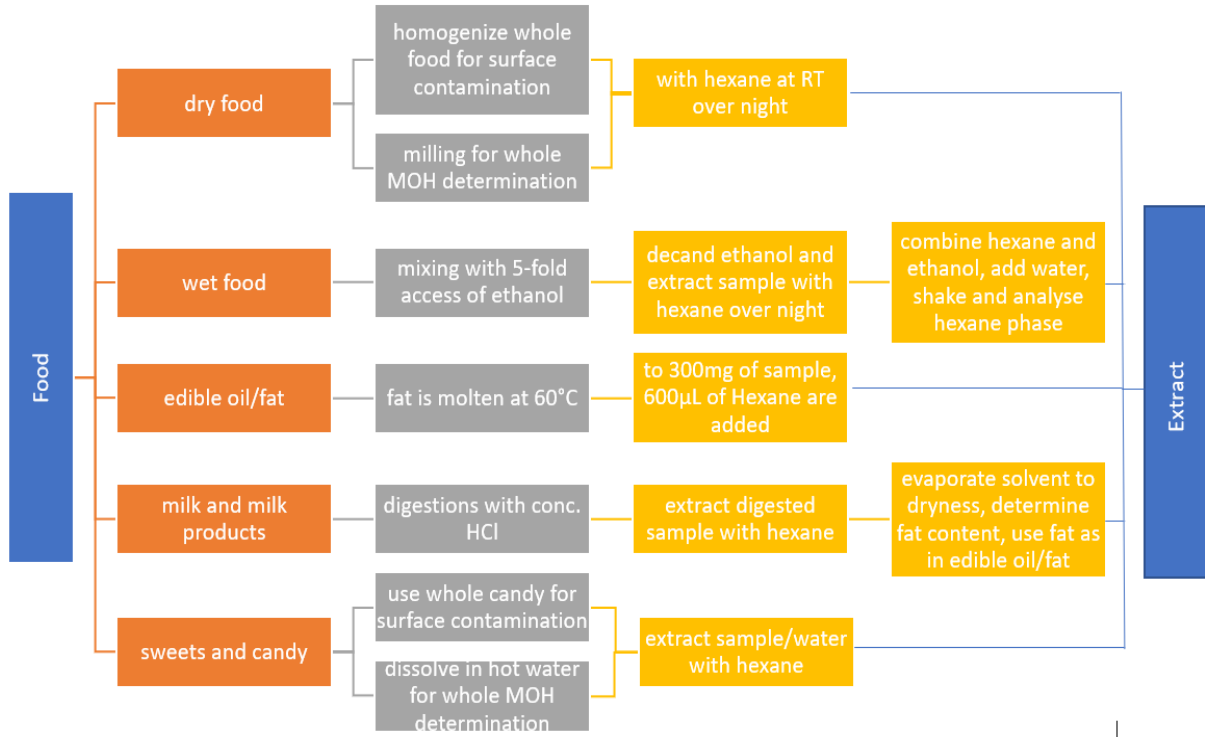 Food
dry food
homogenize whole
food for surface
contamination
milling for whole
MOH determination
with hexane at RT
over night
wet food
mixing with 5-fold
access of ethanol
decand ethanol and
extract sample with
hexane over night
combine hexane and
ethanol, add water,
shake and analyse
hexane phase
edible oil/fat
fat is molten at 60°C
to 300mg of sample,
600µL of Hexane are
added
milk and milk
products
digestions with conc.
HCl
extract digested
sample with hexane
evaporate solvent to
dryness, determine
fat content, use fat as
in edible oil/fat
sweets and candy
use whole candy for
surface contamination
dissolve in hot water
for whole MOH
determination
extract sample/water
with hexane
Extract